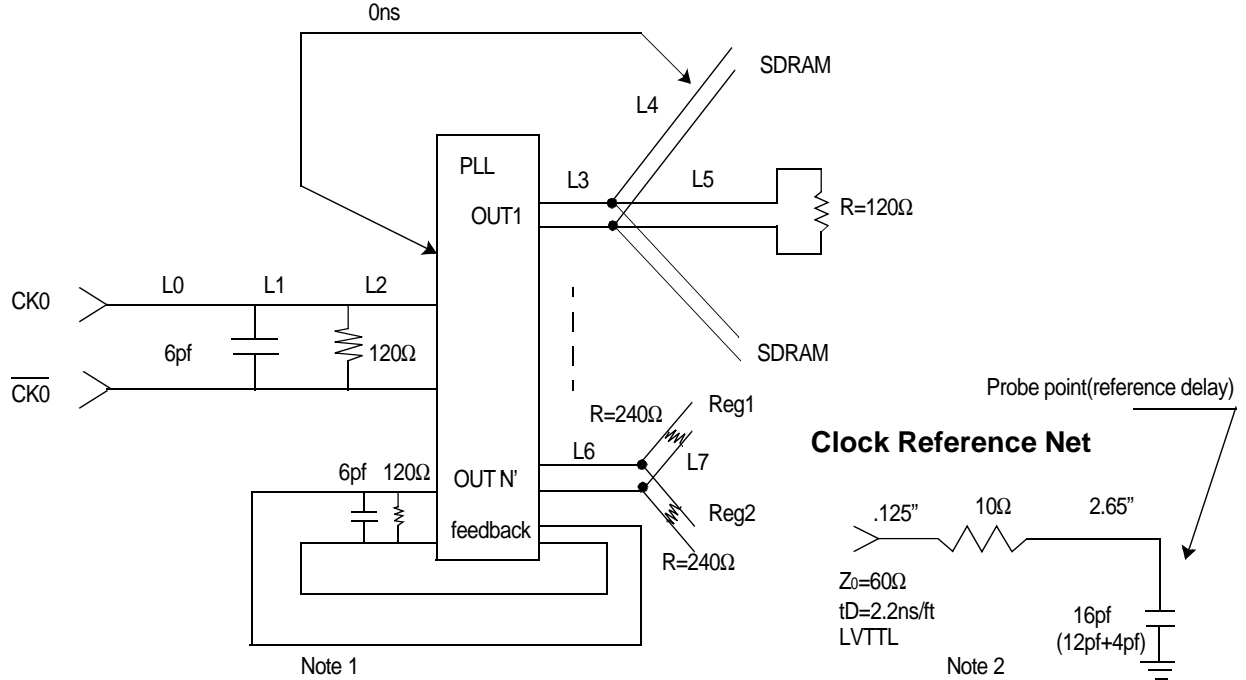 0ns
SDRAM
L4
PLL
L3
L5
OUT1
R=120Ω
CK0
L0
L1
L2
6pf
120Ω
SDRAM
CK0
Probe point(reference delay)
Reg1
R=240Ω
Clock Reference Net
L6
L7
6pf 120Ω
OUT N’
Reg2
.125”
10Ω
2.65”
feedback
R=240Ω
Z0=60Ω
tD=2.2ns/ft
LVTTL
16pf
(12pf+4pf)
Note 1
Note 2